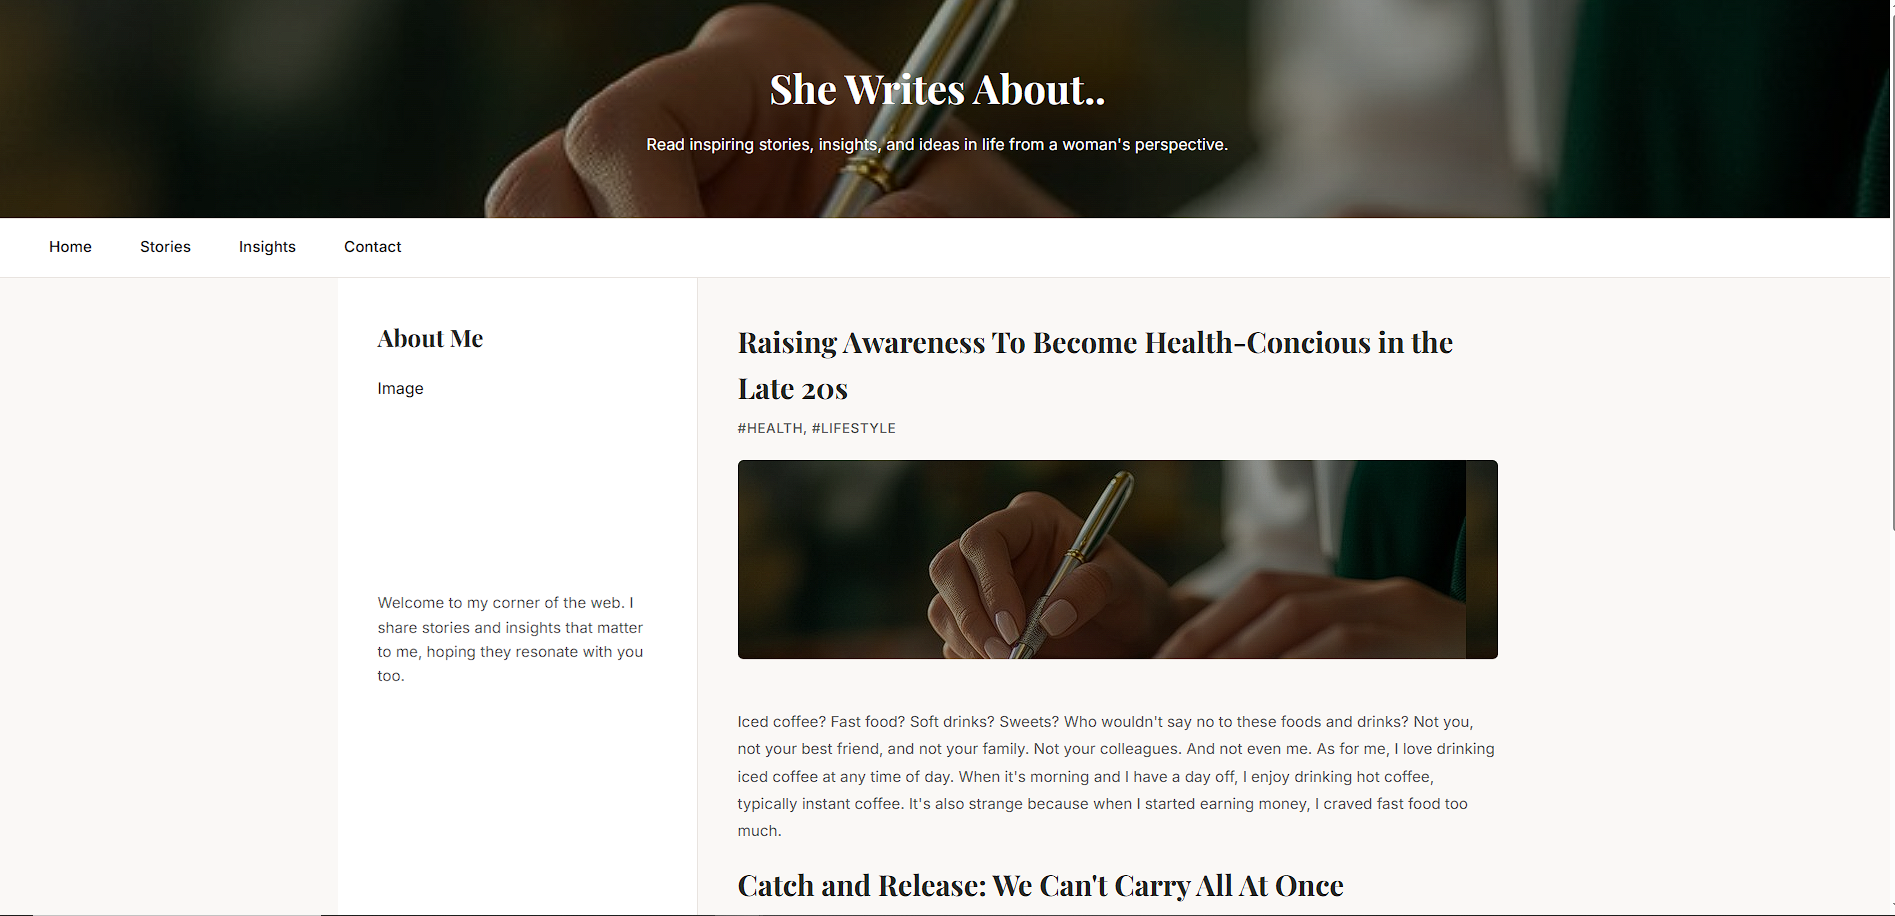 She Writes About..
Read inspiring stories, insights, and ideas in life from a woman's perspective.
Home
Stories
Insights
Contact
About Me
Image
Welcome to my corner of the web. I
share stories and insights that matter
to me, hoping they resonate with you
too.
Raising Awareness To Become Health-Concious in the
Late 20s
#HEALTH, #LIFESTYLE
Iced coffee? Fast food? Soft drinks? Sweets? Who wouldn't say no to these foods and drinks? Not you,
not your best friend, and not your family. Not your colleagues. And not even me. As for me, I love drinking
iced coffee at any time of day. When it's morning and I have a day off, I enjoy drinking hot coffee,
typically instant coffee. It's also strange because when I started earning money, I craved fast food too
much.
Catch and Release: We Can't Carry All At Once